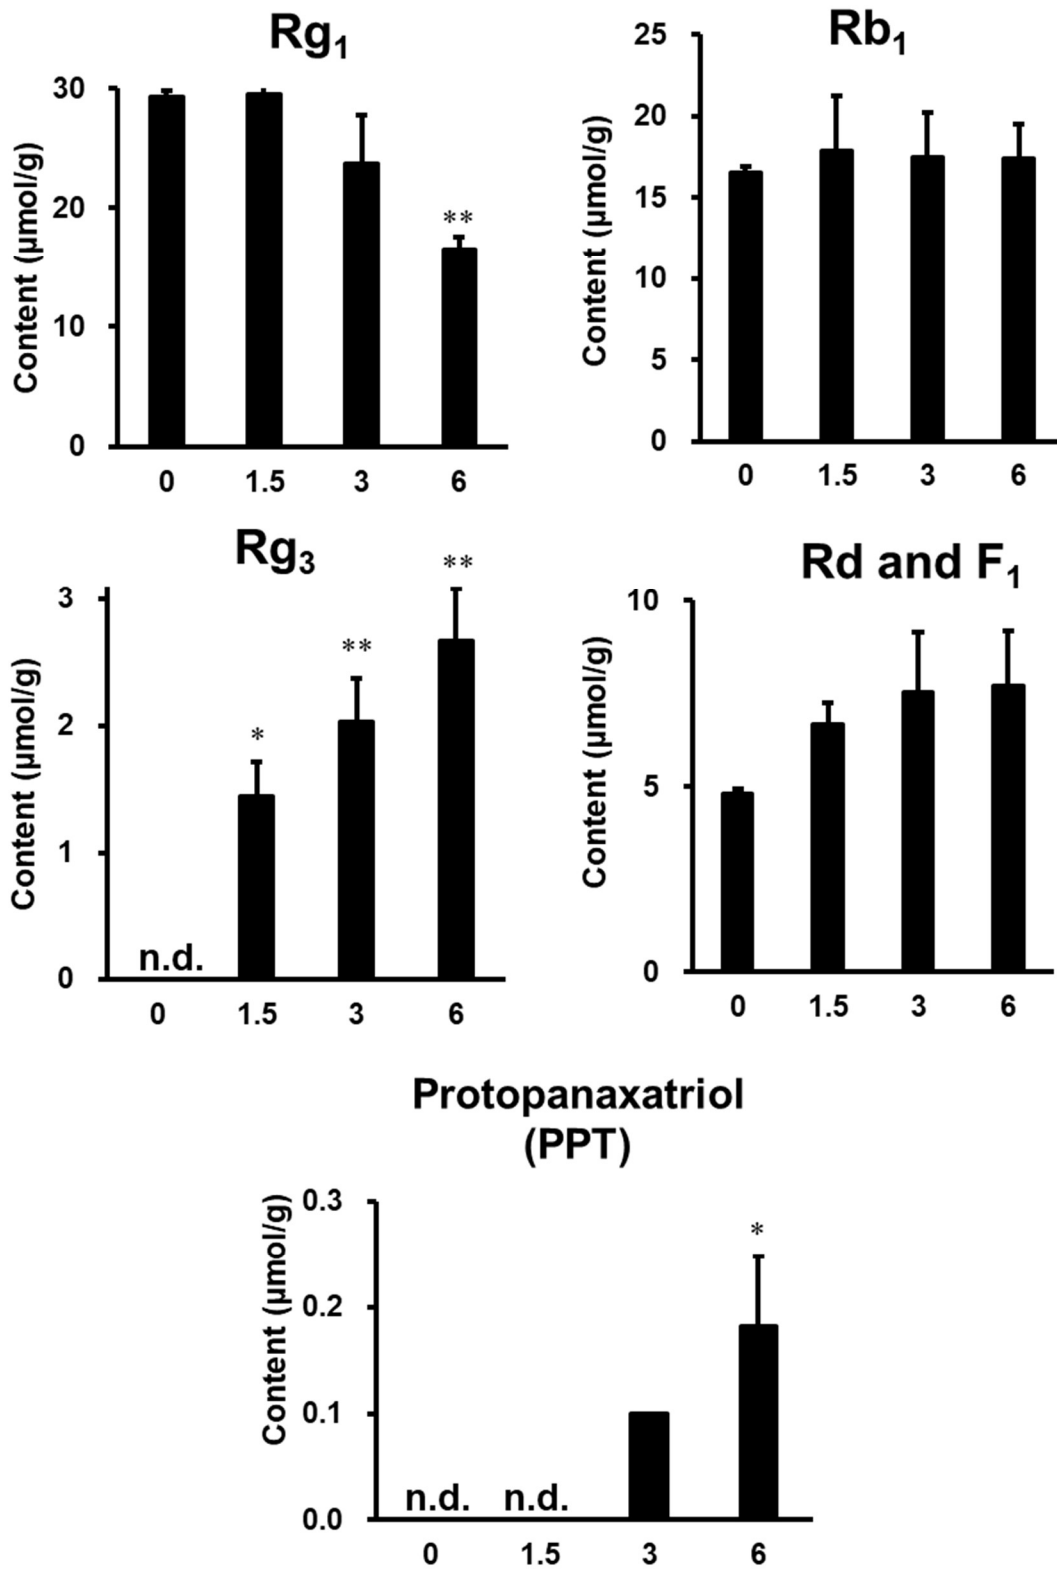 Rg₁
Content (µmol/g)
30
20
10
0
**
0 1.5 3 6
Rb₁
Content (µmol/g)
25
20
15
10
5
0
0 1.5 3 6
Rg₃
Content (µmol/g)
3
2
1
0
n.d.
*
**
**
0 1.5 3 6
Rd and F₁
Content (µmol/g)
10
5
0
0 1.5 3 6
Protopanaxatriol
(PPT)
Content (µmol/g)
0.3
0.2
0.1
0.0
n.d. n.d.
*
0 1.5 3 6